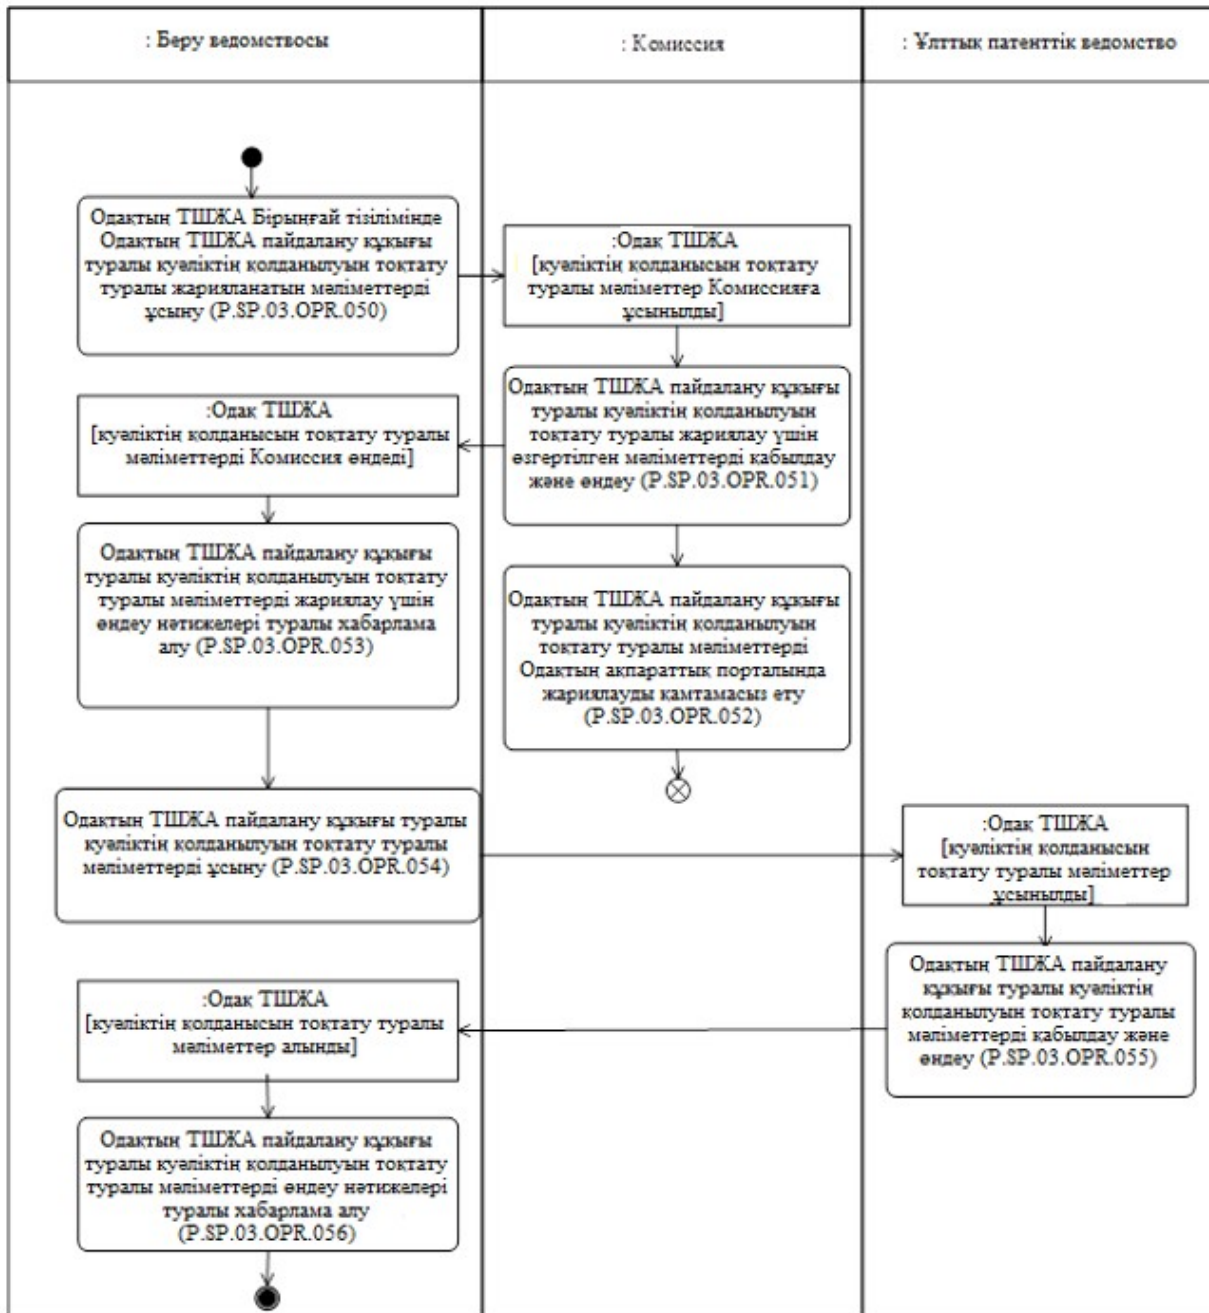 : Беру ведомствосы
: Комиссия
: Ұлттық патенттік ведомство
Одақтың ТШЖА Бірыңғай тізілімінде
Одақтың ТШЖА пайдалану құқығы
туралы куәліктің қолданылуын тоқтату
туралы жарияланатын мәліметтерді
ұсыну (P.SP.03.OPR.050)
:Одақ ТШЖА
[куәліктің қолданысын тоқтату
туралы мәліметтер Комиссияға
ұсынылды]
Одақтың ТШЖА пайдалану құқығы
туралы куәліктің қолданылуын
тоқтату туралы жариялау үшін
өзгертілген мәліметтерді қабылдау
және өңдеу (P.SP.03.OPR.051)
:Одақ ТШЖА
[куәліктің қолданысын тоқтату туралы
мәліметтерді Комиссия өңдеді]
Одақтың ТШЖА пайдалану құқығы
туралы куәліктің қолданылуын тоқтату
туралы мәліметтерді жариялау үшін
өңдеу нәтижелері туралы хабарлама
алу (P.SP.03.OPR.053)
Одақтың ТШЖА пайдалану құқығы
туралы куәліктің қолданылуын
тоқтату туралы мәліметтерді
Одақтың ақпараттық порталында
жариялауды қамтамасыз ету
(P.SP.03.OPR.052)
Одақтың ТШЖА пайдалану құқығы туралы
куәліктің қолданылуын тоқтату туралы
мәліметтерді ұсыну (P.SP.03.OPR.054)
:Одақ ТШЖА
[куәліктің қолданысын
тоқтату туралы мәліметтер
ұсынылды]
Одақтың ТШЖА пайдалану
құқығы туралы куәліктің
қолданылуын тоқтату туралы
мәліметтерді қабылдау және
өңдеу (P.SP.03.OPR.055)
:Одақ ТШЖА
[куәліктің қолданысын тоқтату туралы
мәліметтер алынды]
Одақтың ТШЖА пайдалану құқығы
туралы куәліктің қолданылуын тоқтату
туралы мәліметтерді өңдеу нәтижелері
туралы хабарлама алу
(P.SP.03.OPR.056)